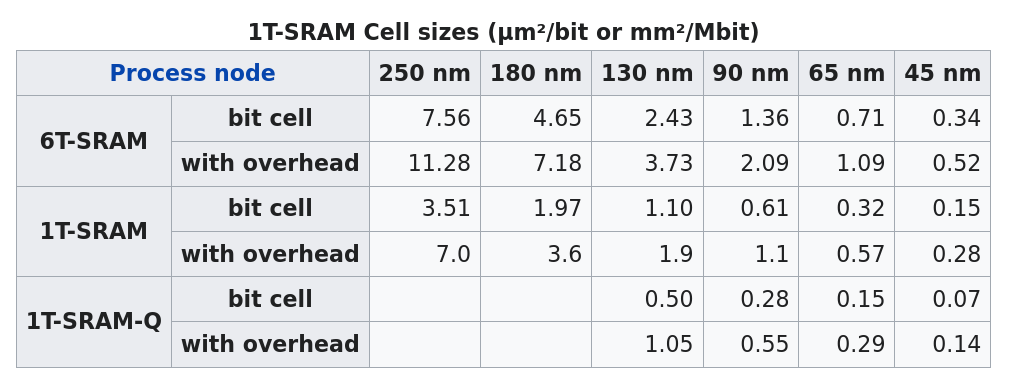 1T-SRAM Cell sizes (μm²/bit or mm²/Mbit)
Process node 250 nm 180 nm 130 nm 90 nm 65 nm 45 nm
6T-SRAM bit cell 7.56 4.65 2.43 1.36 0.71 0.34
with overhead 11.28 7.18 3.73 2.09 1.09 0.52
1T-SRAM bit cell 3.51 1.97 1.10 0.61 0.32 0.15
with overhead 7.0 3.6 1.9 1.1 0.57 0.28
1T-SRAM-Q bit cell 0.50 0.28 0.15 0.07
with overhead 1.05 0.55 0.29 0.14